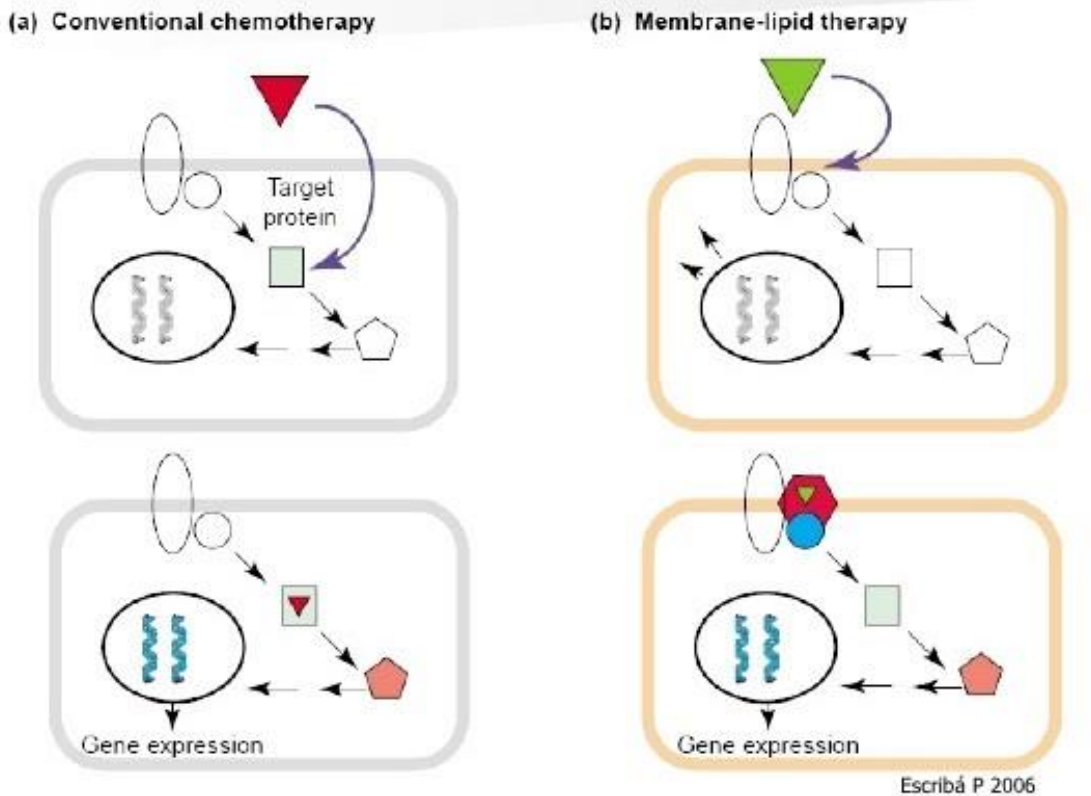 (a) Conventional chemotherapy
(b) Membrane-lipid therapy
Target
protein
Gene expression
Gene expression
Escribá P 2006